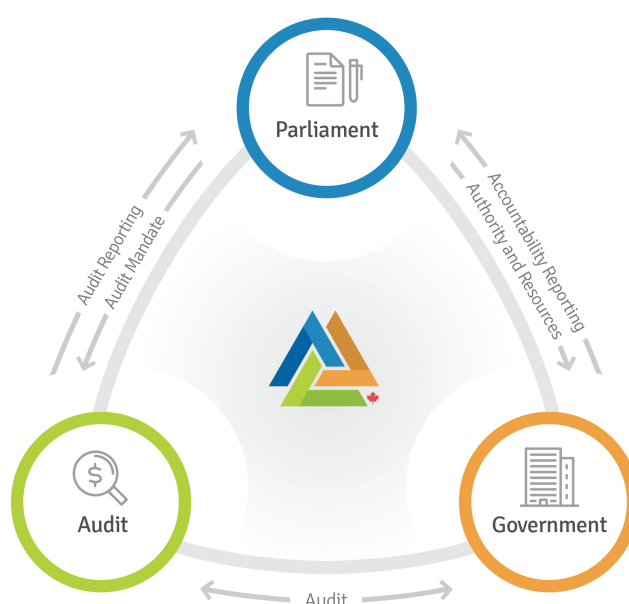 Parliament
Audit Reporting
Audit Mandate
Accountability Reporting
Authority and Resources
$
Audit
Government
Audit